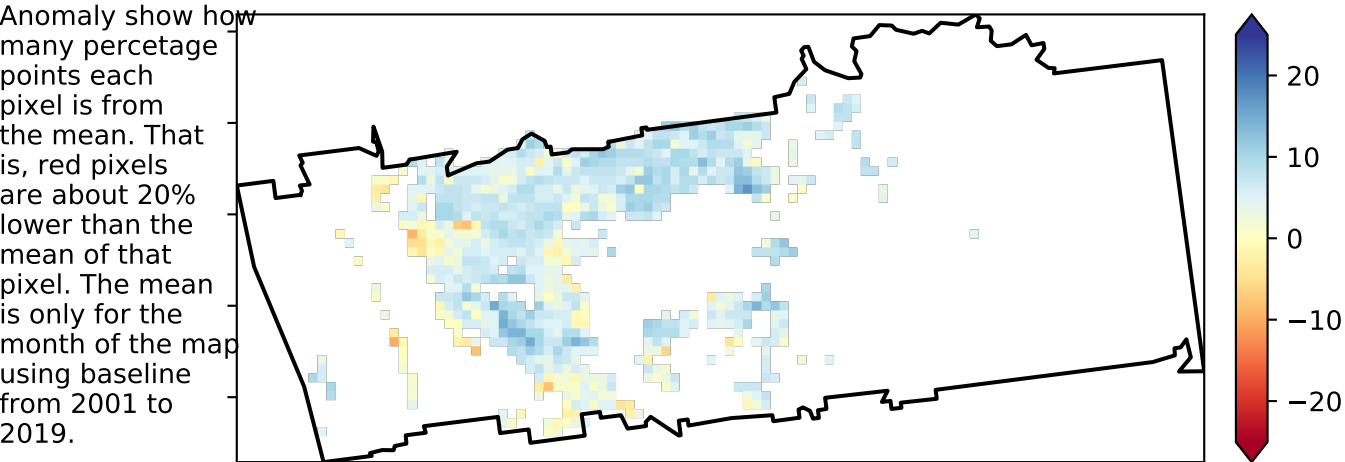 Anomaly show how
many percetage
points each
pixel is from
the mean. That
is, red pixels
are about 20%
lower than the
mean of that
pixel. The mean
is only for the
month of the map
using baseline
from 2001 to
2019.
20
10
0
−10
−20